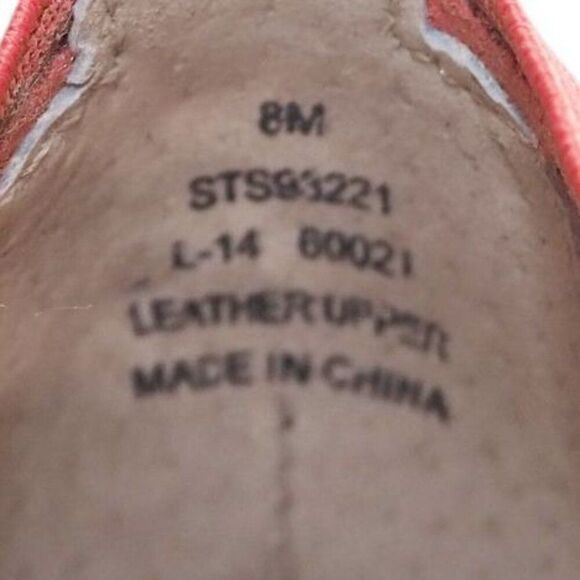 8M
STS93221
L-14 60021
LEATHER UPPER
MADE IN CHINA